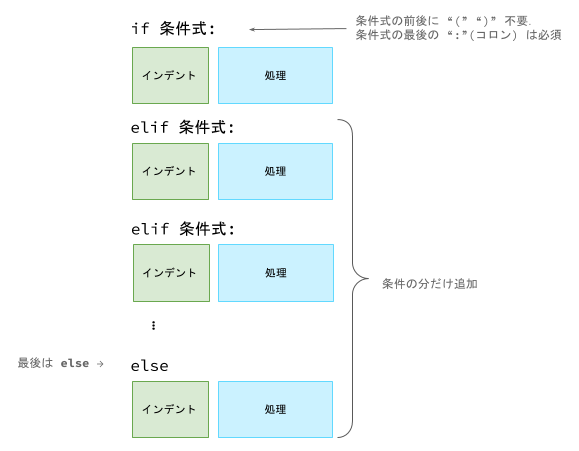 if 条件式:
条件式の前後に “(” “)” 不要.
条件式の最後の “:”(コロン) は必須
インデント
処理
elif 条件式:
インデント
処理
elif 条件式:
インデント
処理
条件の分だけ追加
⋮
最後は else →
else
インデント
処理